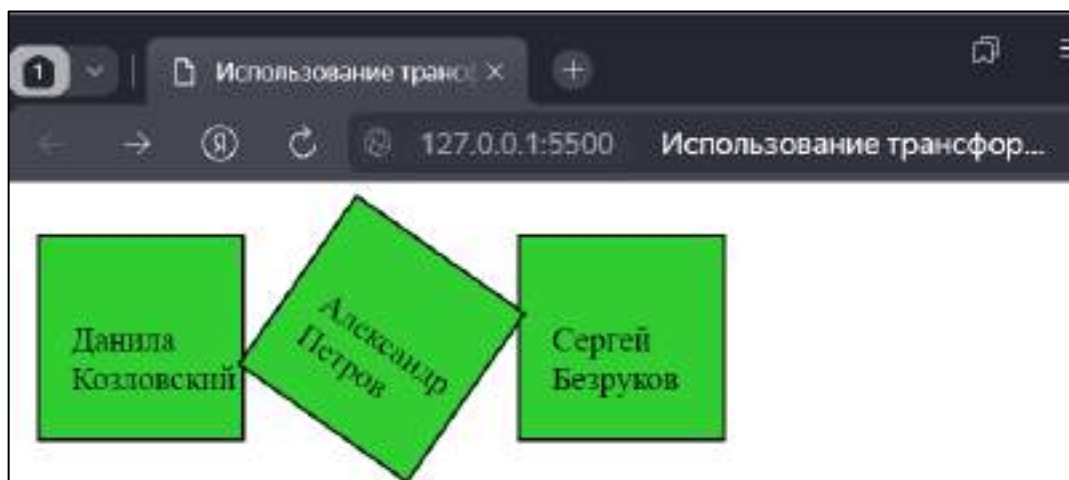 1
Использование транс
Я
127.0.0.1:5500
Использование трансфор...
Данила
Козловский
Александр
Петров
Сергей
Безруков